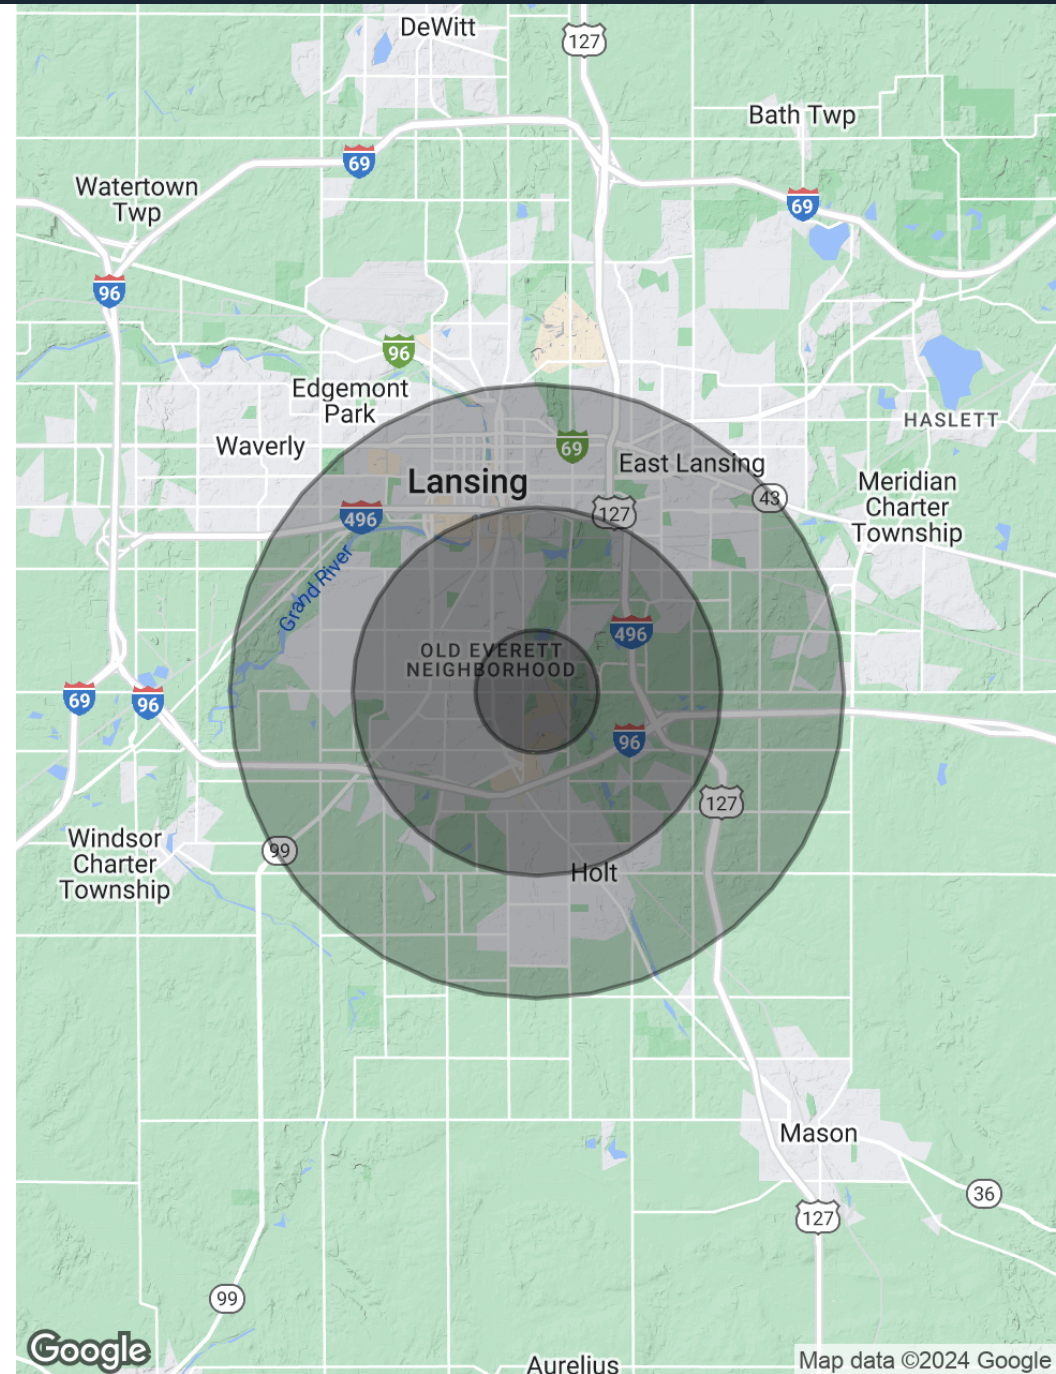 DeWitt
127
Bath Twp
69
Watertown
Twp
69
96
96
Edgemont
Park
HASLETT
Waverly
69
East Lansing
Lansing
Meridian
Charter
Township
43
496
127
Grand River
496
OLD EVERETT
NEIGHBORHOOD
69
96
96
127
Windsor
Charter
Township
99
Holt
Mason
36
127
99
Google
Aurelius
Map data ©2024 Google